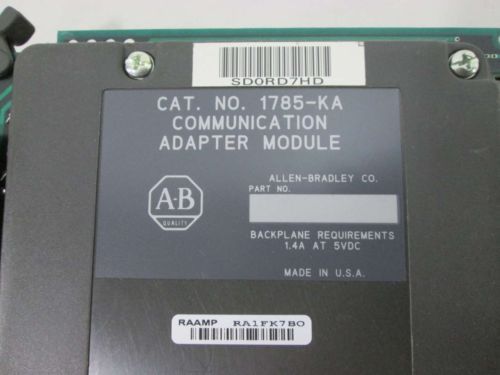 SD0RD7HD
CAT. NO. 1785-KA
COMMUNICATION
ADAPTER MODULE
ALLEN-BRADLEY CO.
PART NO.
A-B
QUALITY
BACKPLANE REQUIREMENTS
1.4A AT 5VDC
MADE IN U.S.A.
RAAMP RA1FK7B0